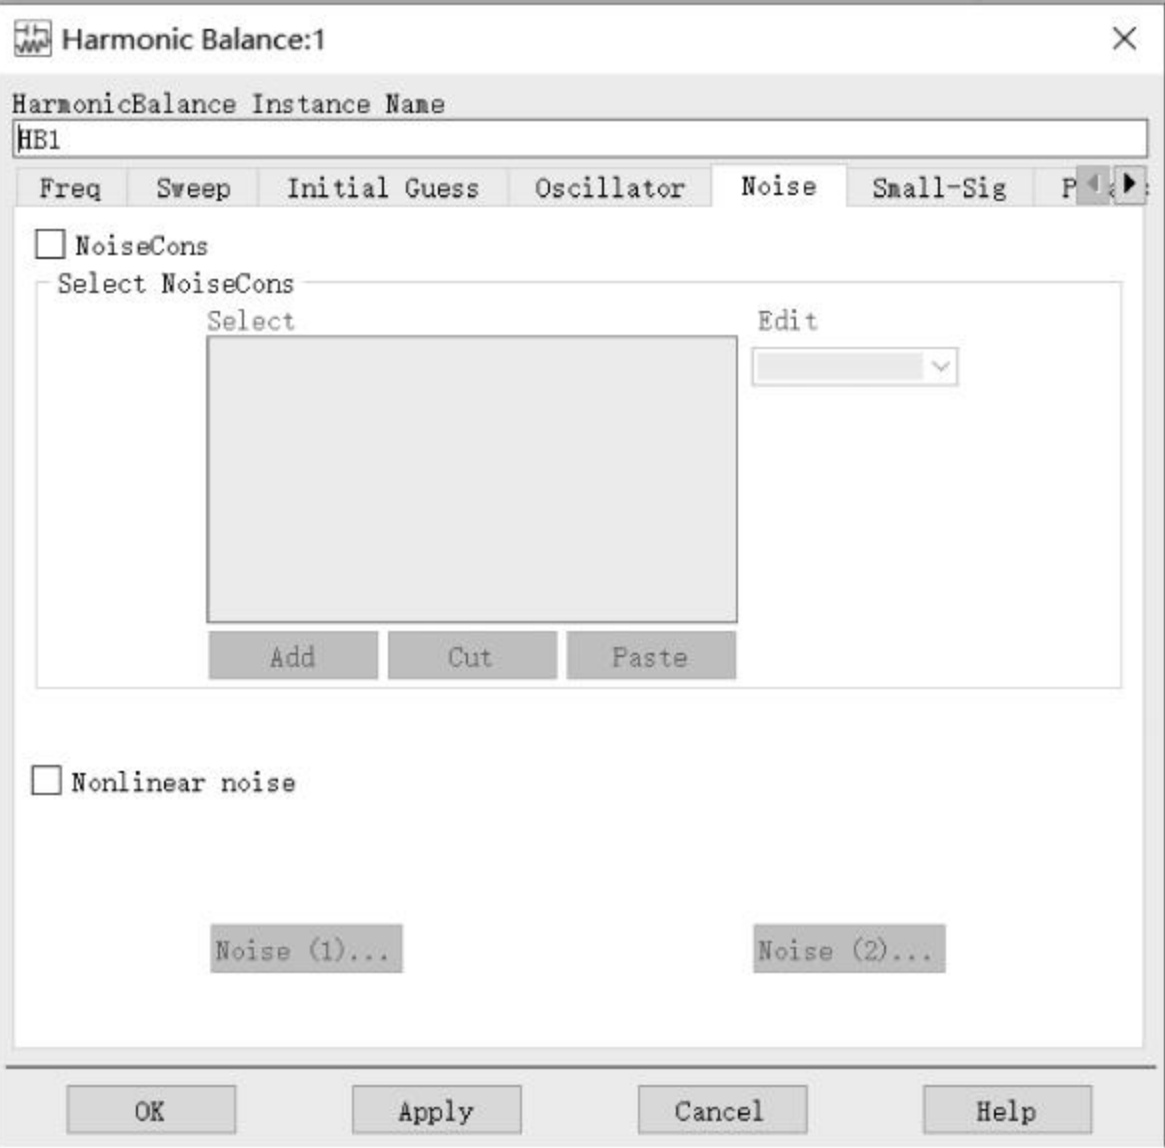 Harmonic Balance:1
HarmonicBalance Instance Name
HB1
Freq Sweep Initial Guess Oscillator Noise Small-Sig
NoiseCons
Select NoiseCons
Select Edit
Add Cut Paste
Nonlinear noise
Noise (1)... Noise (2)...
OK Apply Cancel Help